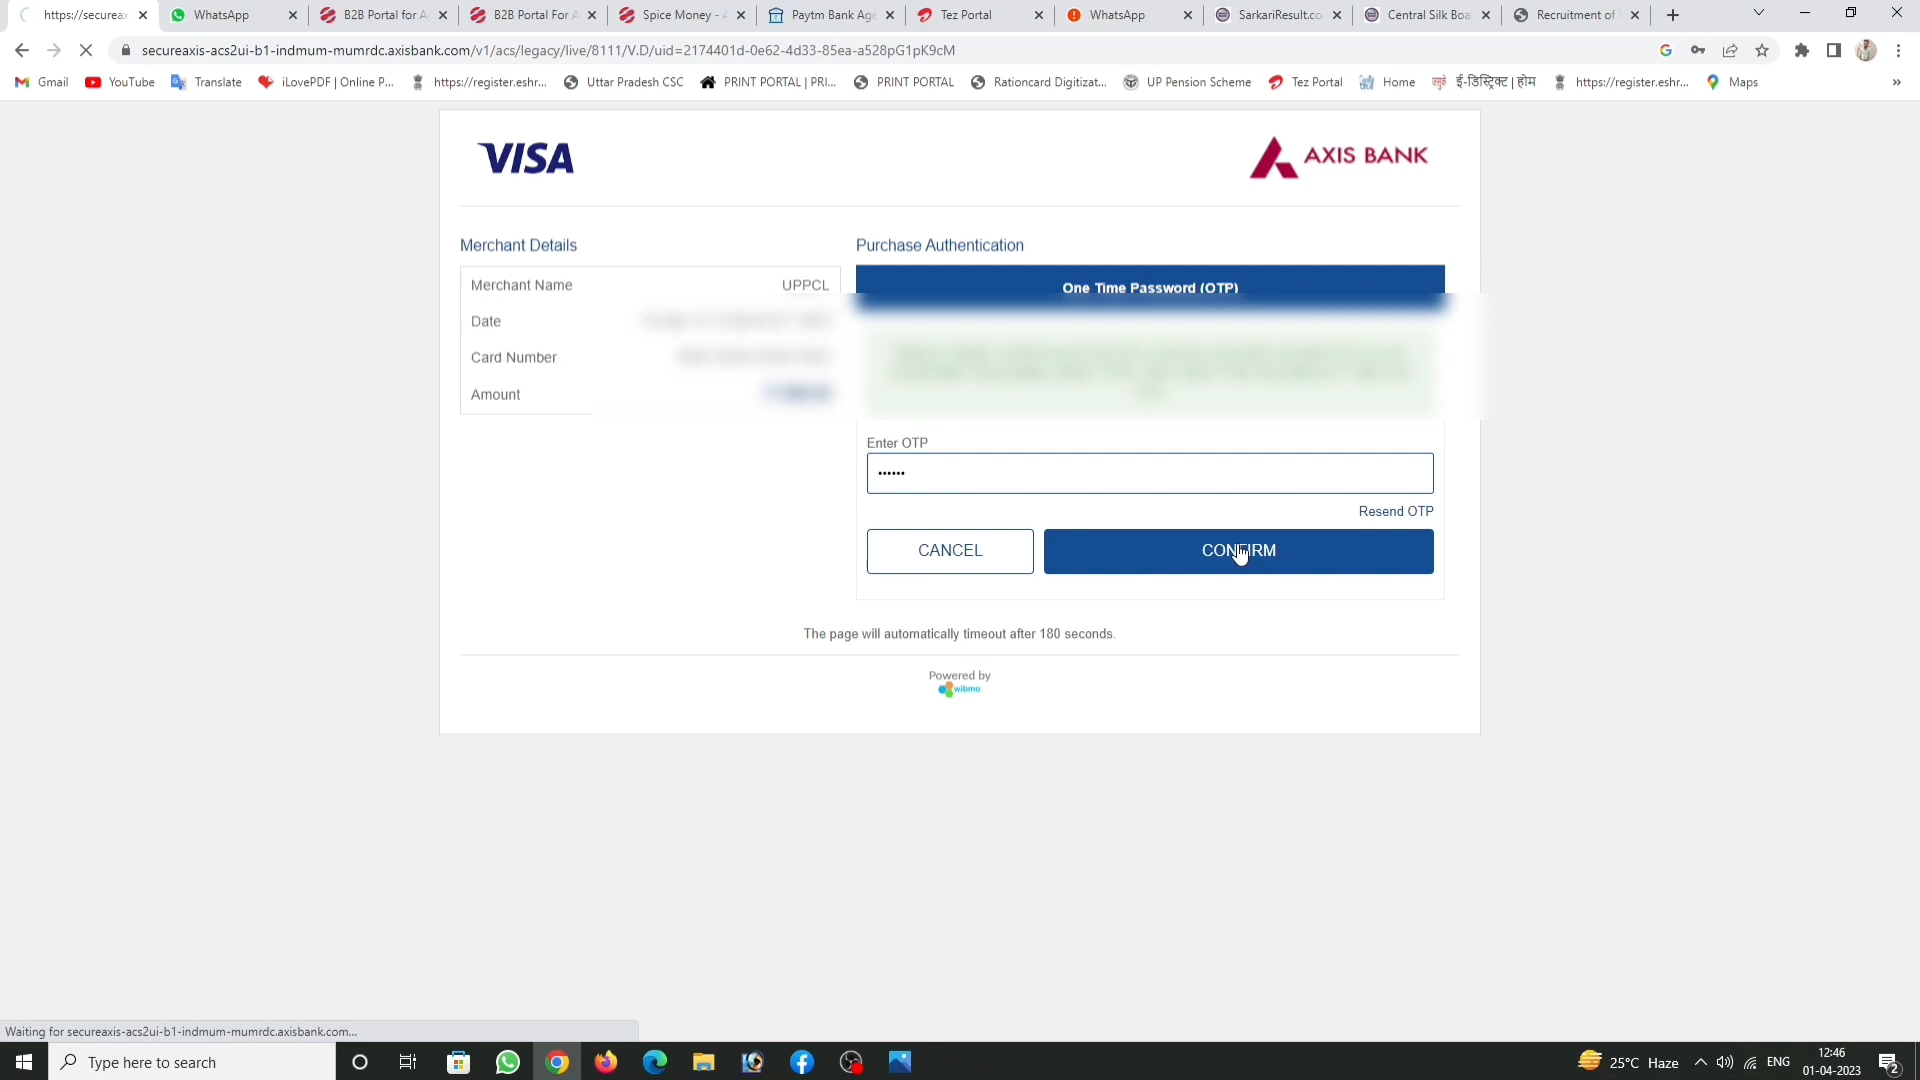 https://secureax
WhatsApp
B2B Portal for A
B2B Portal For A
Spice Money - A
Paytm Bank Age
Tez Portal
WhatsApp
SarkariResult.co
Central Silk Boa
Recruitment of
secureaxis-acs2ui-b1-indmum-mumrdc.axisbank.com/v1/acs/legacy/live/8111/V.D/uid=2174401d-0e62-4d33-85ea-a528pG1pK9cM
Gmail
YouTube
Translate
iLovePDF | Online P...
https://register.eshr...
Uttar Pradesh CSC
PRINT PORTAL | PRI...
PRINT PORTAL
Rationcard Digitizat...
UP Pension Scheme
Tez Portal
Home
ई-डिस्ट्रिक्ट | होम
https://register.eshr...
Maps
»
VISA
AXIS BANK
Merchant Details
Purchase Authentication
Merchant Name UPPCL
One Time Password (OTP)
Date
Card Number
Amount
Enter OTP
••••••
Resend OTP
CANCEL
CONFIRM
The page will automatically timeout after 180 seconds.
Powered by
wibmo
Waiting for secureaxis-acs2ui-b1-indmum-mumrdc.axisbank.com...
Type here to search
25°C Haze
ENG
12:46
01-04-2023
2